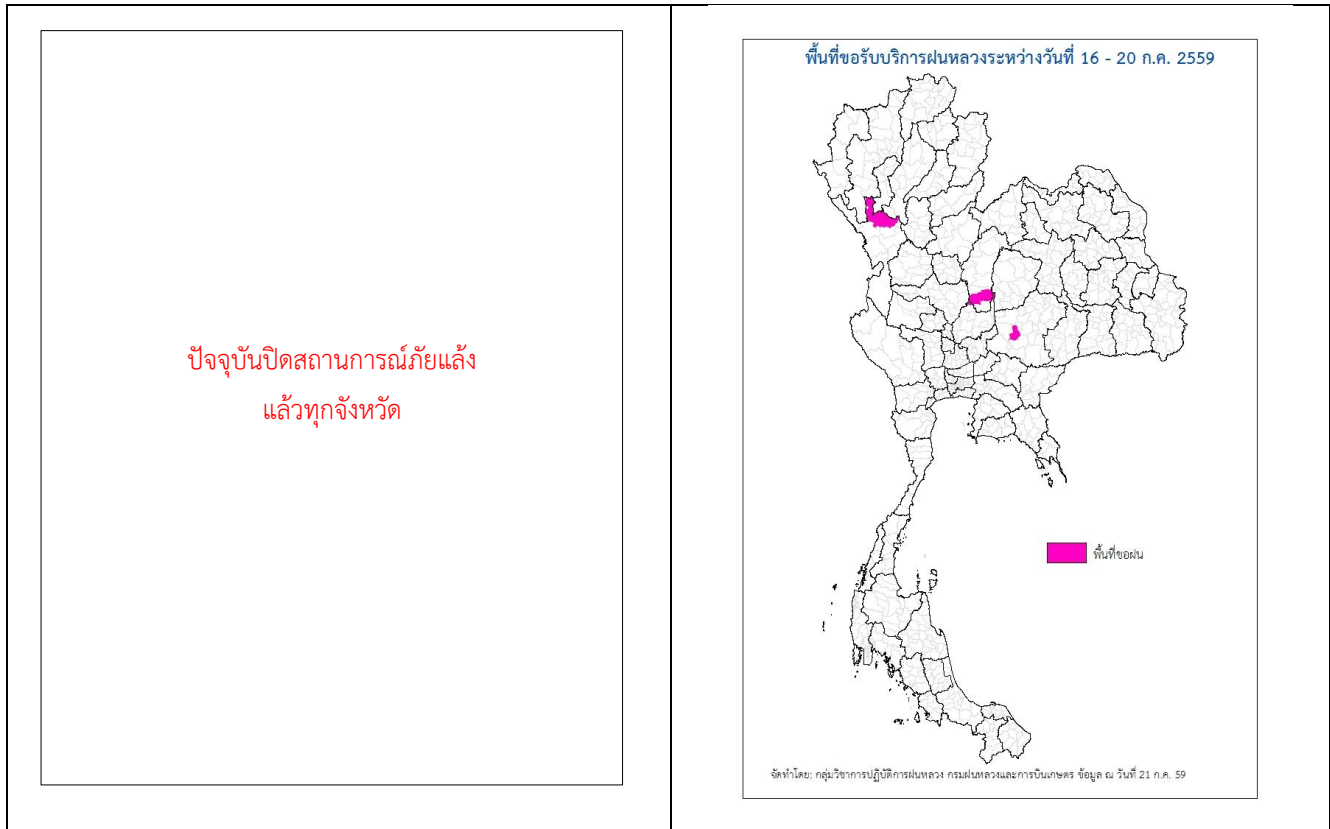 ปัจจุบันปิดสถานการณ์ภัยแล้ง
แล้วทุกจังหวัด
พื้นที่ขอรับบริการฝนหลวงระหว่างวันที่ 16 - 20 ก.ค. 2559
พื้นที่ขอฝน
จัดทำโดย: กลุ่มวิชาการปฏิบัติการฝนหลวง กรมฝนหลวงและการบินเกษตร ข้อมูล ณ วันที่ 21 ก.ค. 59